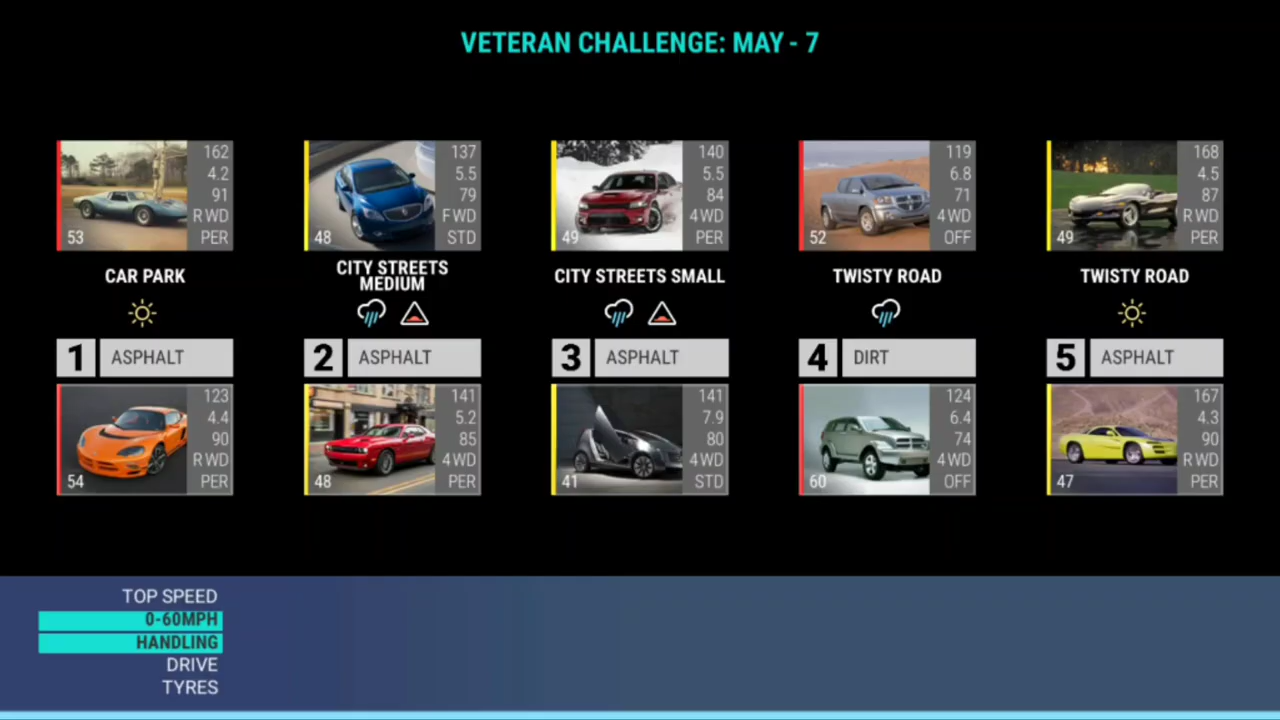 VETERAN CHALLENGE: MAY - 7
162
4.2
91
RWD
53 PER
137
5.5
79
FWD
48 STD
140
5.5
84
4WD
49 PER
119
6.8
71
4WD
52 OFF
168
4.5
87
RWD
49 PER
CAR PARK
CITY STREETS
MEDIUM
CITY STREETS SMALL
TWISTY ROAD
TWISTY ROAD
1 ASPHALT
2 ASPHALT
3 ASPHALT
4 DIRT
5 ASPHALT
123
4.4
90
RWD
54 PER
141
5.2
85
4WD
48 PER
141
7.9
80
4WD
41 STD
124
6.4
74
4WD
60 OFF
167
4.3
90
RWD
47 PER
TOP SPEED
0-60MPH
HANDLING
DRIVE
TYRES